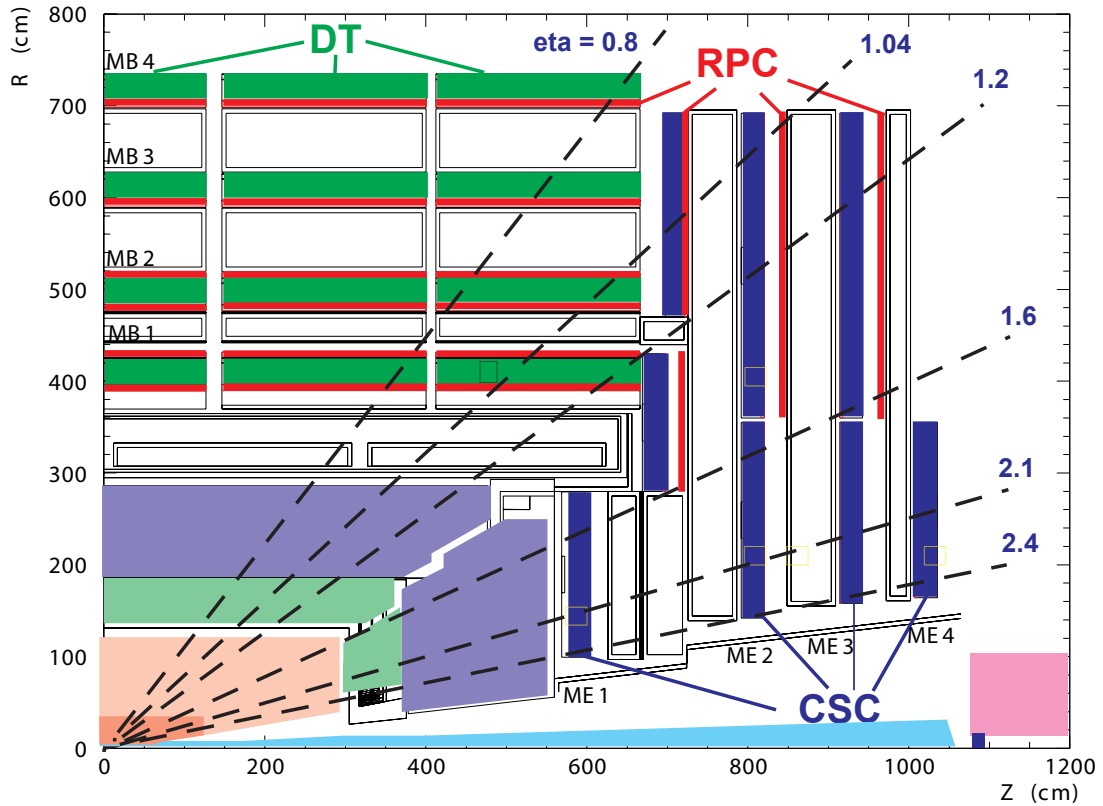 R (cm)
800
700
600
500
400
300
200
100
0
0
200
400
600
800
1000
1200
Z (cm)
MB 4
MB 3
MB 2
MB 1
DT
eta = 0.8
1.04
RPC
1.2
1.6
2.1
2.4
ME 1
ME 2
ME 3
ME 4
CSC